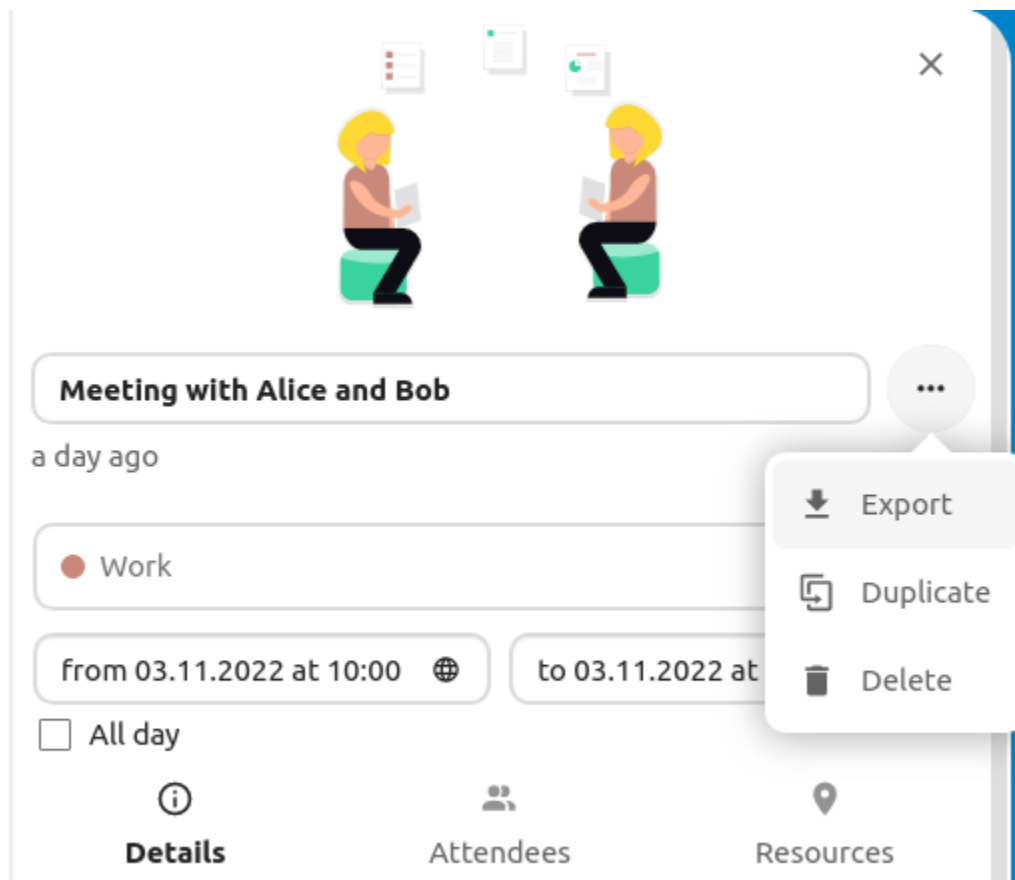 Meeting with Alice and Bob
a day ago
Export
Work
Duplicate
from 03.11.2022 at 10:00
to 03.11.2022 at
Delete
All day
Details
Attendees
Resources